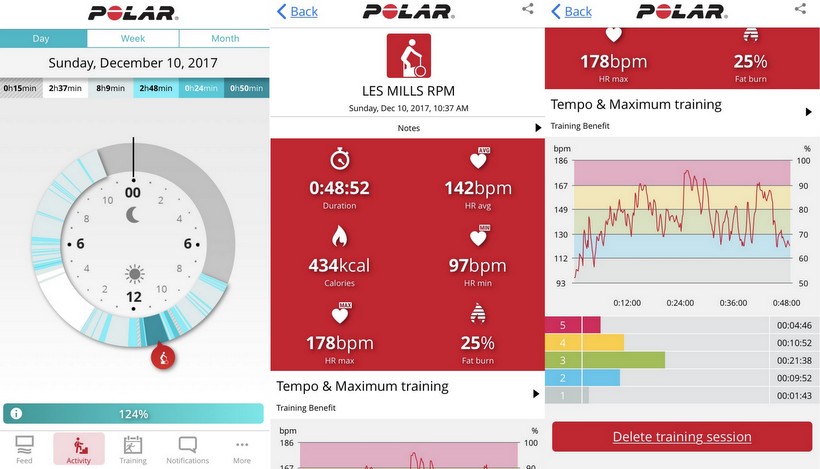 POLAR.
Day Week Month
Sunday, December 10, 2017
0h15min 2h37min 8h9min 2h48min 0h24min 0h50min
00
10 2
8 4
6 6
4 8
2 10
12
124%
Feed Activity Training Notifications More
Back POLAR.
LES MILLS RPM
Sunday, Dec 10, 2017, 10:37 AM
Notes
AVG
0:48:52 142bpm
Duration HR avg
MIN
434kcal 97bpm
Calories HR min
MAX
178bpm 25%
HR max Fat burn
Tempo & Maximum training
Training Benefit
bpm %
186 100
167 90
Back POLAR.
178bpm 25%
HR max Fat burn
Tempo & Maximum training
Training Benefit
bpm %
186 100
167 90
149 80
130 70
112 60
93 50
0:12:00 0:24:00 0:36:00 0:48:00
5 00:04:46
4 00:10:52
3 00:21:38
2 00:09:52
1 00:01:43
Delete training session